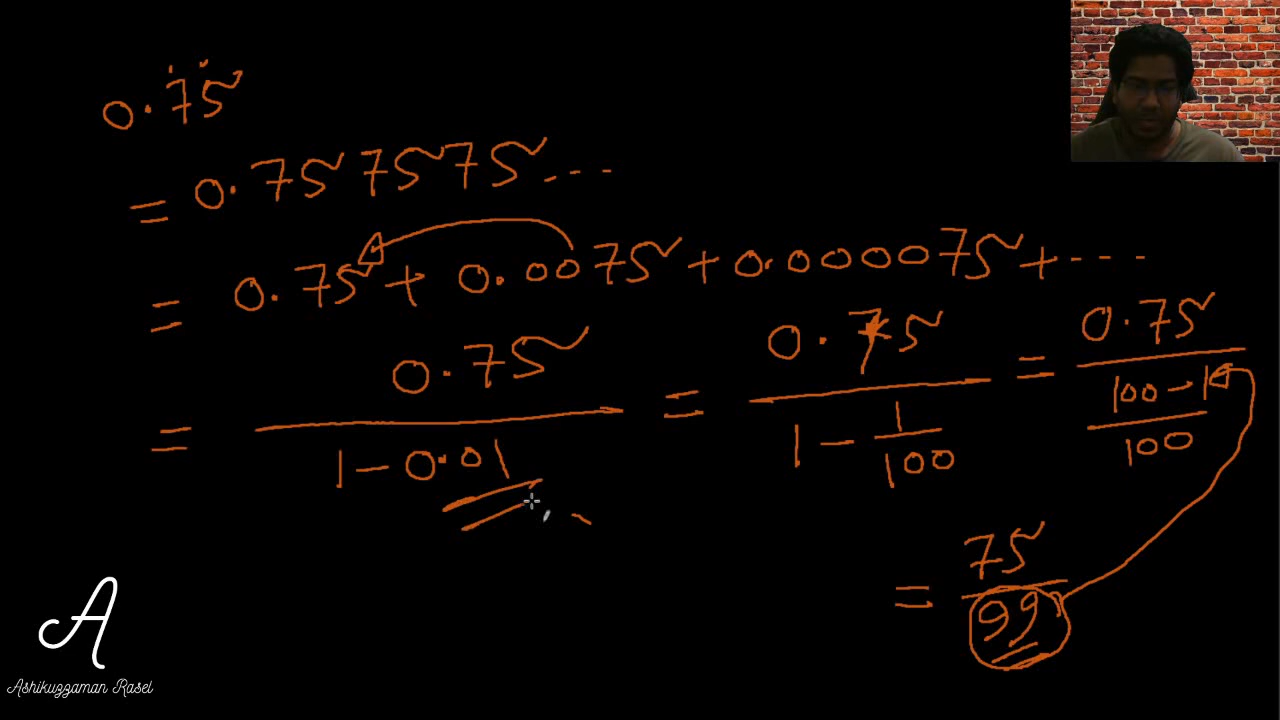 0.7̇5̇
= 0.757575...
= 0.75 + 0.0075 + 0.000075 + ...
= 0.75 / (1 - 0.01) = 0.75 / (1 - 1/100) = 0.75 / ((100 - 1)/100)
= 75/99
A
Ashikuzzaman Rasel